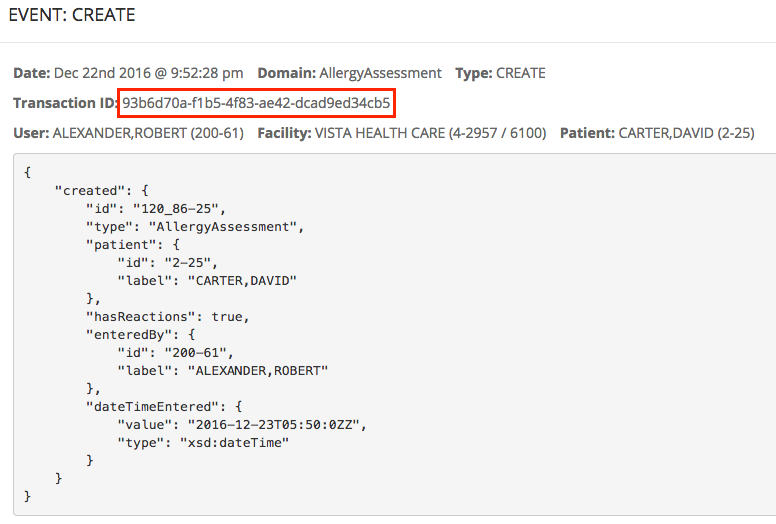 EVENT: CREATE
Date: Dec 22nd 2016 @ 9:52:28 pm Domain: AllergyAssessment Type: CREATE
Transaction ID: 93b6d70a-f1b5-4f83-ae42-dcad9ed34cb5
User: ALEXANDER,ROBERT (200-61) Facility: VISTA HEALTH CARE (4-2957 / 6100) Patient: CARTER,DAVID (2-25)
{
    "created": {
        "id": "120_86-25",
        "type": "AllergyAssessment",
        "patient": {
            "id": "2-25",
            "label": "CARTER,DAVID"
        },
        "hasReactions": true,
        "enteredBy": {
            "id": "200-61",
            "label": "ALEXANDER,ROBERT"
        },
        "dateTimeEntered": {
            "value": "2016-12-23T05:50:0ZZ",
            "type": "xsd:dateTime"
        }
    }
}